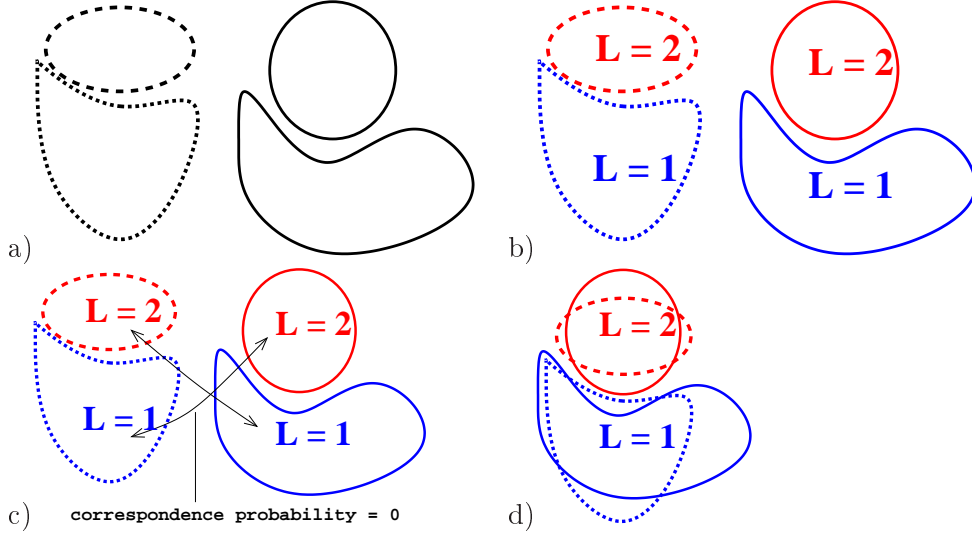 a)
L = 2
L = 2
L = 1
L = 1
b)
L = 2
L = 2
L = 1
L = 1
c)
correspondence probability = 0
L = 2
L = 1
d)